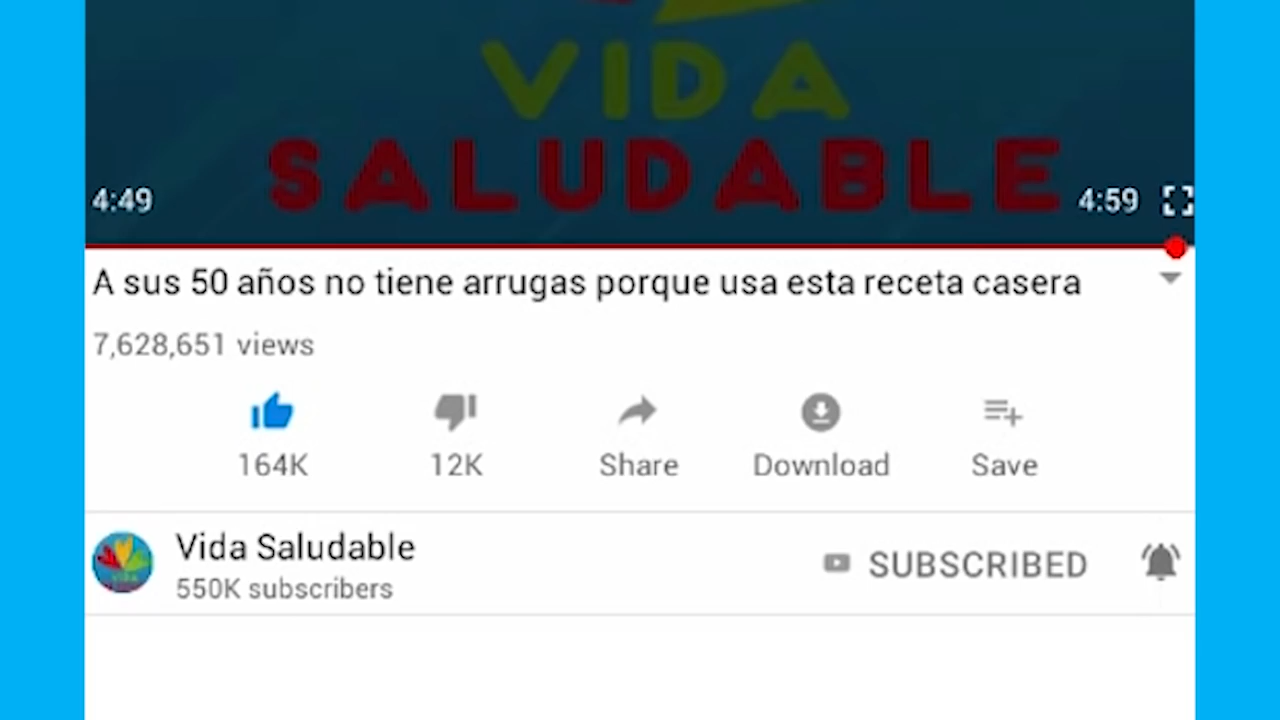 VIDA
SALUDABLE
4:49
4:59
A sus 50 años no tiene arrugas porque usa esta receta casera
7,628,651 views
164K
12K
Share
Download
Save
Vida Saludable
550K subscribers
SUBSCRIBED